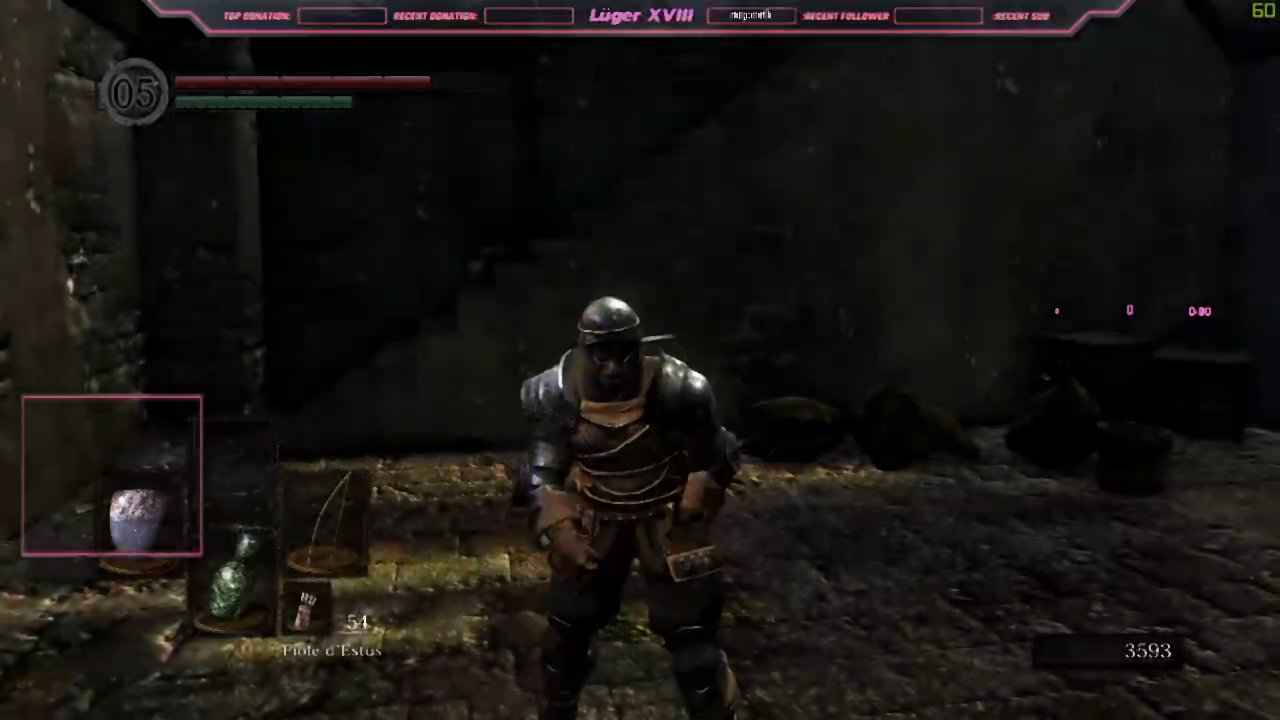 TOP DONATION: RECENT DONATION: Lüger XVIII :RECENT FOLLOWER :RECENT SUB
60
05
0 0-00
54
Fiole d'Estus
3593